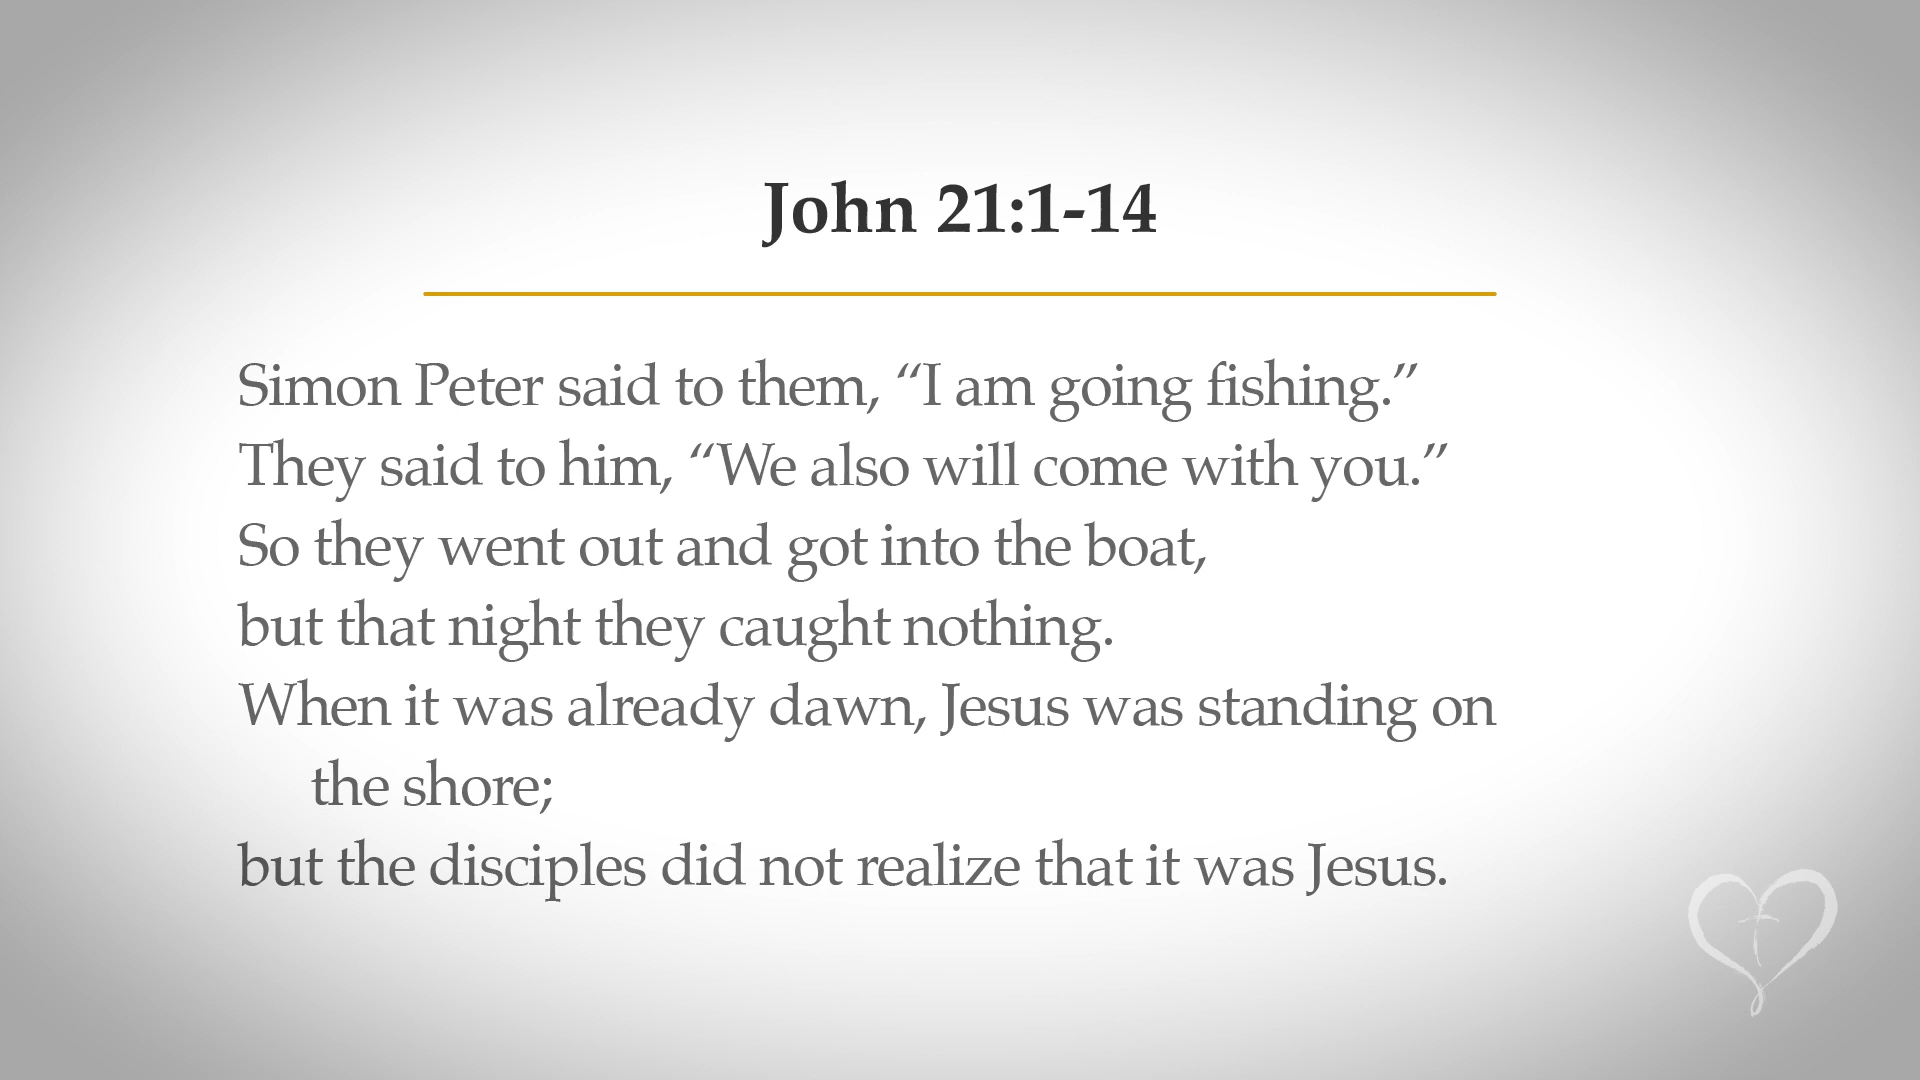 John 21:1-14
Simon Peter said to them, “I am going fishing.”
They said to him, “We also will come with you.”
So they went out and got into the boat,
but that night they caught nothing.
When it was already dawn, Jesus was standing on
the shore;
but the disciples did not realize that it was Jesus.